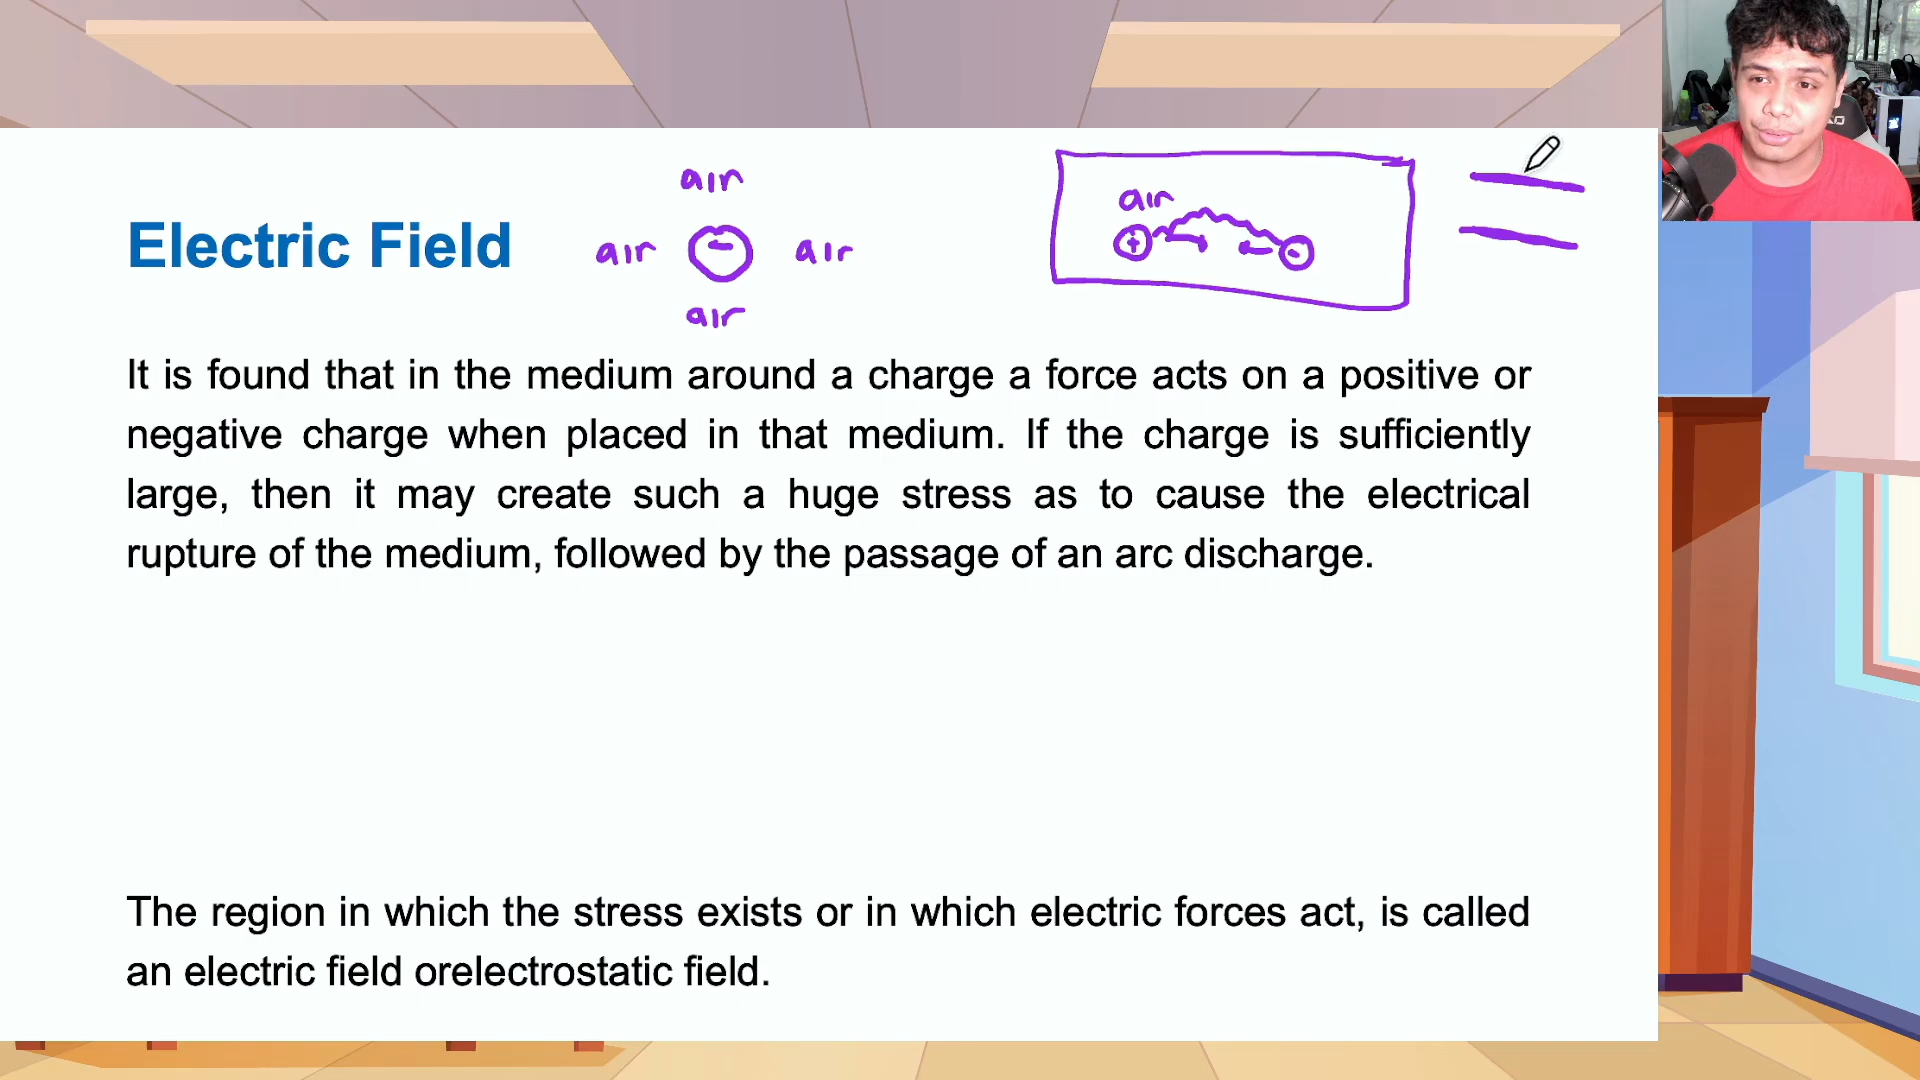 air
Electric Field
air - air
air
air
+ -
It is found that in the medium around a charge a force acts on a positive or
negative charge when placed in that medium. If the charge is sufficiently
large, then it may create such a huge stress as to cause the electrical
rupture of the medium, followed by the passage of an arc discharge.
The region in which the stress exists or in which electric forces act, is called
an electric field orelectrostatic field.